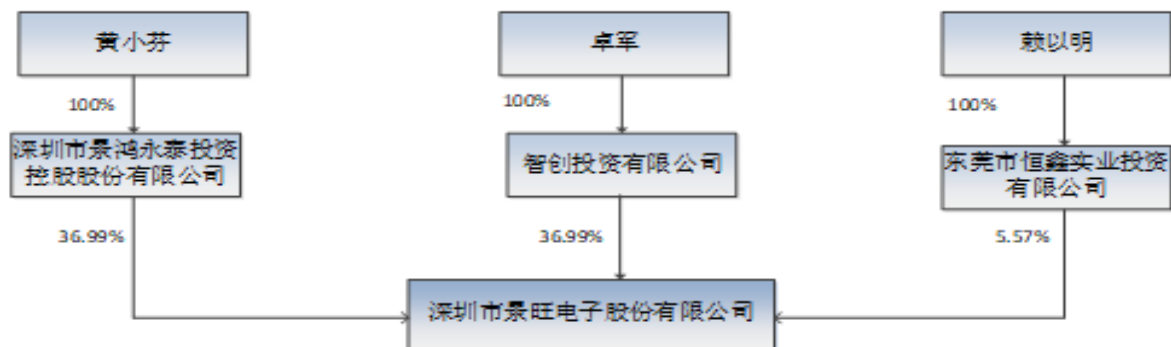 黄小芬
卓军
赖以明
100%
100%
100%
深圳市景鸿永泰投资
控股股份有限公司
智创投资有限公司
东莞市恒鑫实业投资
有限公司
36.99%
36.99%
5.57%
深圳市景旺电子股份有限公司